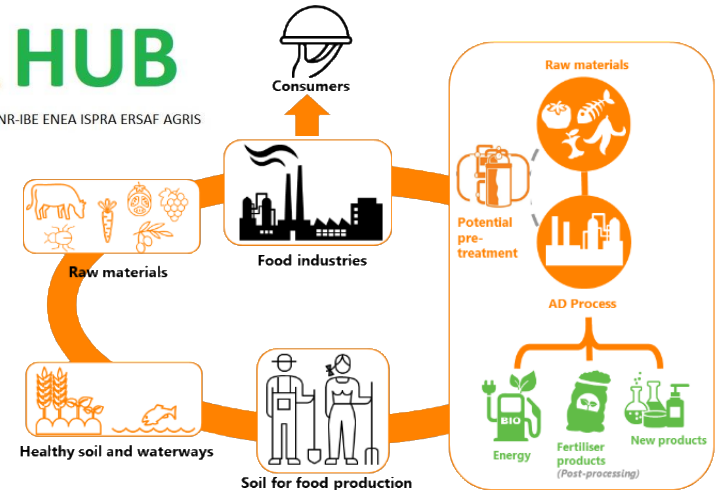 HUB
NR-IBE ENEA ISPRA ERSAF AGRIS
Consumers
Raw materials
Food industries
Raw materials
Potential
pre-
treatment
AD Process
BIO
Energy
Fertiliser
products
(Post-processing)
New products
Healthy soil and waterways
Soil for food production